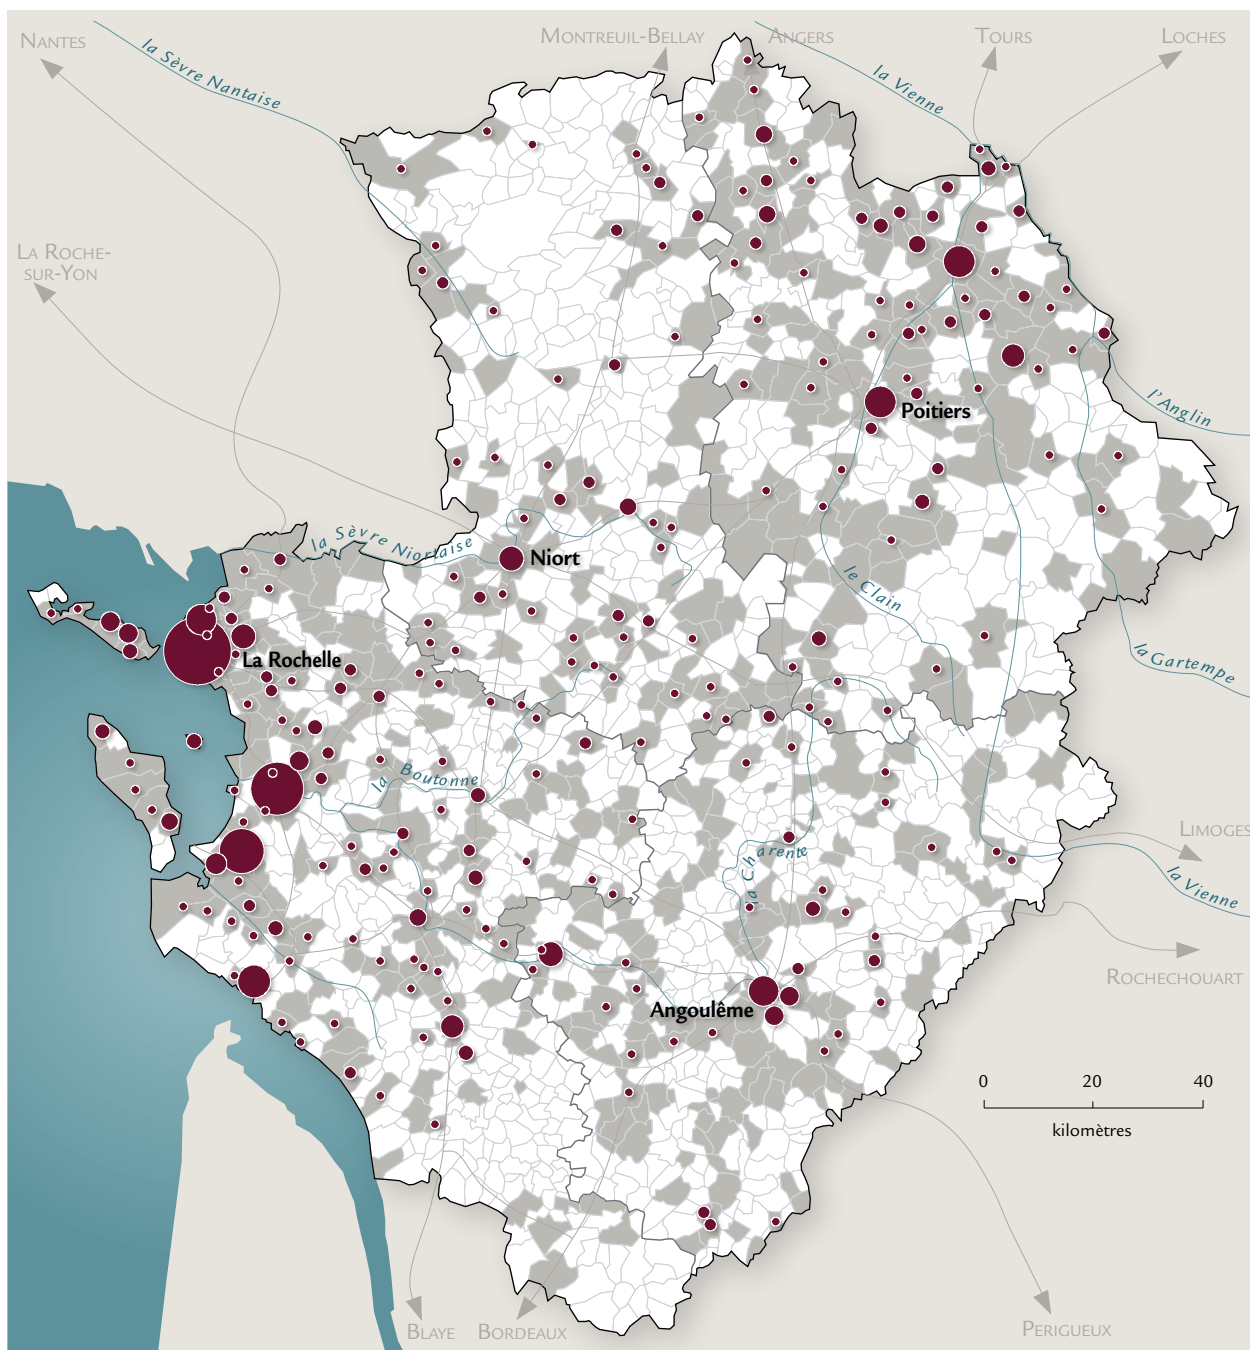 NANTES
MONTREUIL-BELLAY
ANGERS
TOURS
LOCHES
la Sèvre Nantaise
la Vienne
LA ROCHE-
SUR-YON
l'Anglin
Poitiers
la Sèvre Niortaise
Niort
le Clain
la Gartempe
La Rochelle
la Boutonne
LIMOGES
la Charente
la Vienne
ROCHECHOUART
Angoulême
0 20 40
kilomètres
BLAYE
BORDEAUX
PERIGUEUX